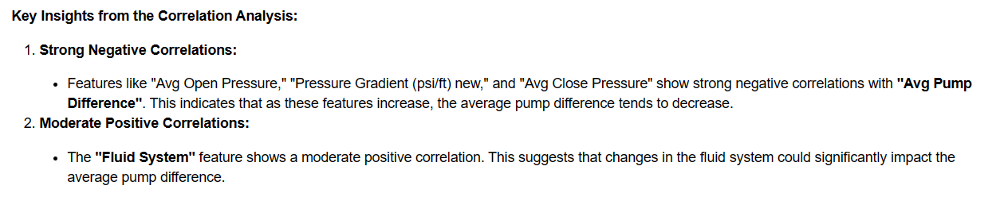 Key Insights from the Correlation Analysis:
1. Strong Negative Correlations:
• Features like "Avg Open Pressure," "Pressure Gradient (psi/ft) new," and "Avg Close Pressure" show strong negative correlations with "Avg Pump
Difference". This indicates that as these features increase, the average pump difference tends to decrease.
2. Moderate Positive Correlations:
• The "Fluid System" feature shows a moderate positive correlation. This suggests that changes in the fluid system could significantly impact the
average pump difference.